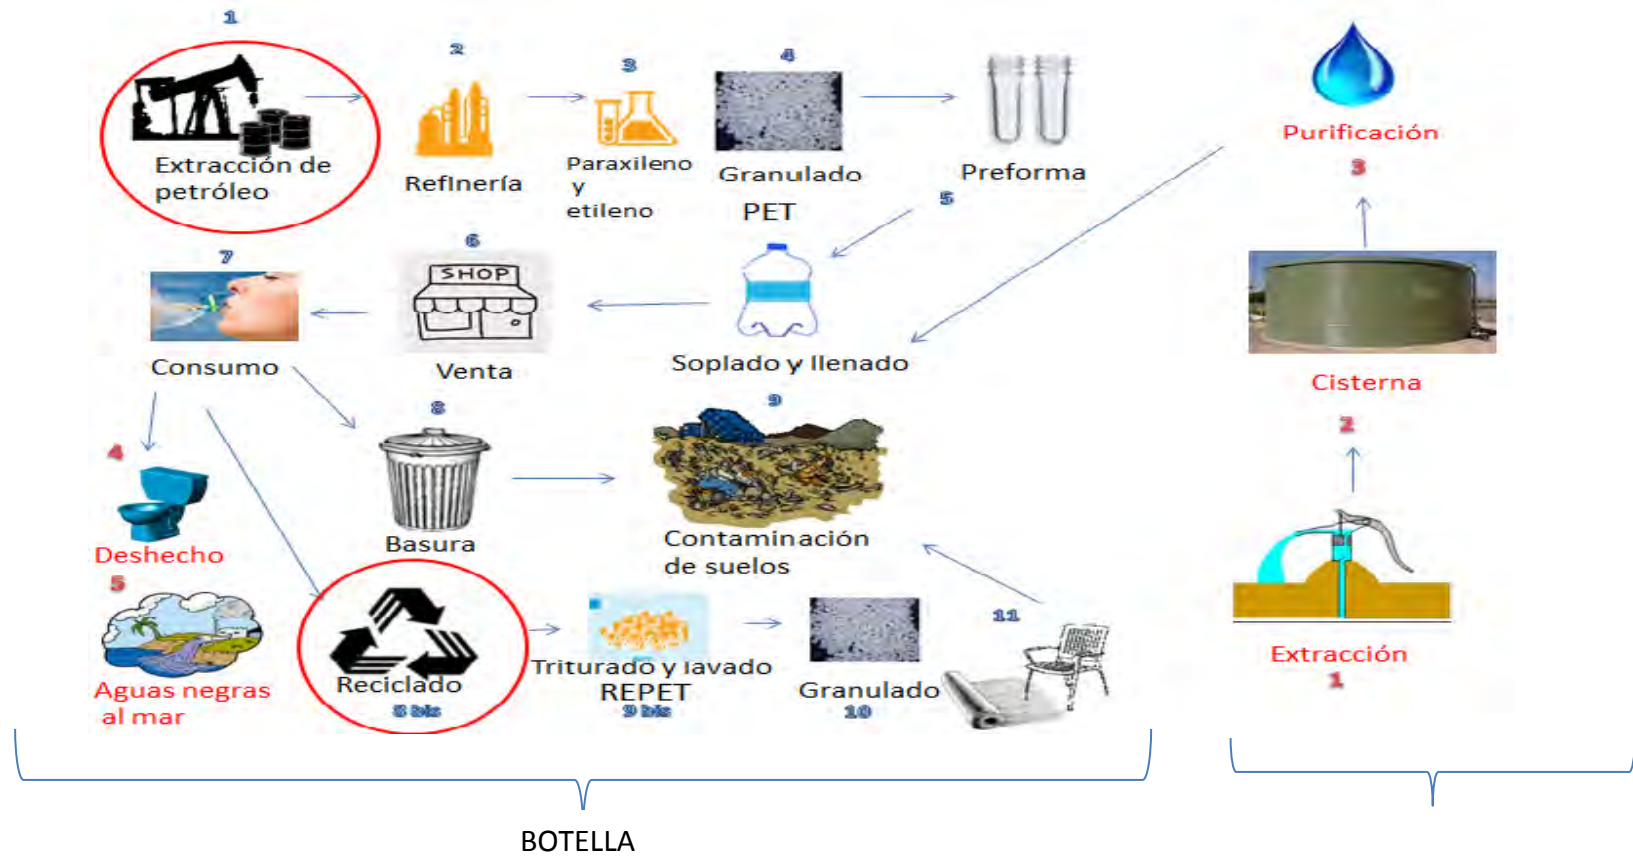 1
Extracción de
petróleo
2
Refinería
3
Paraxileno
y
etileno
4
Granulado
PET
Preforma
5
Purificación
3
7
Consumo
6
SHOP
Venta
Soplado y llenado
Cisterna
2
4
Deshecho
8
Basura
9
Contaminación
de suelos
5
Aguas negras
al mar
Reciclado
8 bis
Triturado y lavado
REPET
9 bis
Granulado
10
11
Extracción
1
BOTELLA